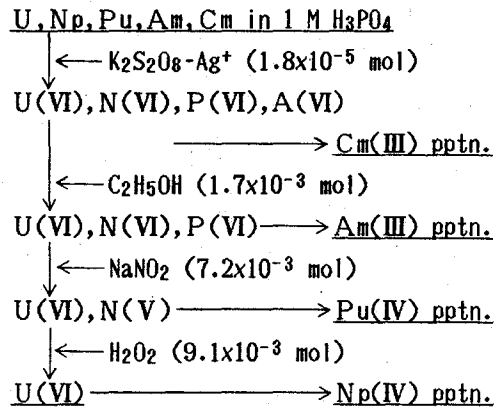 U,Np,Pu,Am,Cm in 1 M H₃PO₄
K₂S₂O₈-Ag⁺ (1.8x10⁻⁵ mol)
U(Ⅵ),N(Ⅵ),P(Ⅵ),A(Ⅵ)
Cm(Ⅲ) pptn.
C₂H₅OH (1.7x10⁻³ mol)
U(Ⅵ),N(Ⅵ),P(Ⅵ) Am(Ⅲ) pptn.
NaNO₂ (7.2x10⁻³ mol)
U(Ⅵ),N(Ⅴ) Pu(Ⅳ) pptn.
H₂O₂ (9.1x10⁻³ mol)
U(Ⅵ) Np(Ⅳ) pptn.